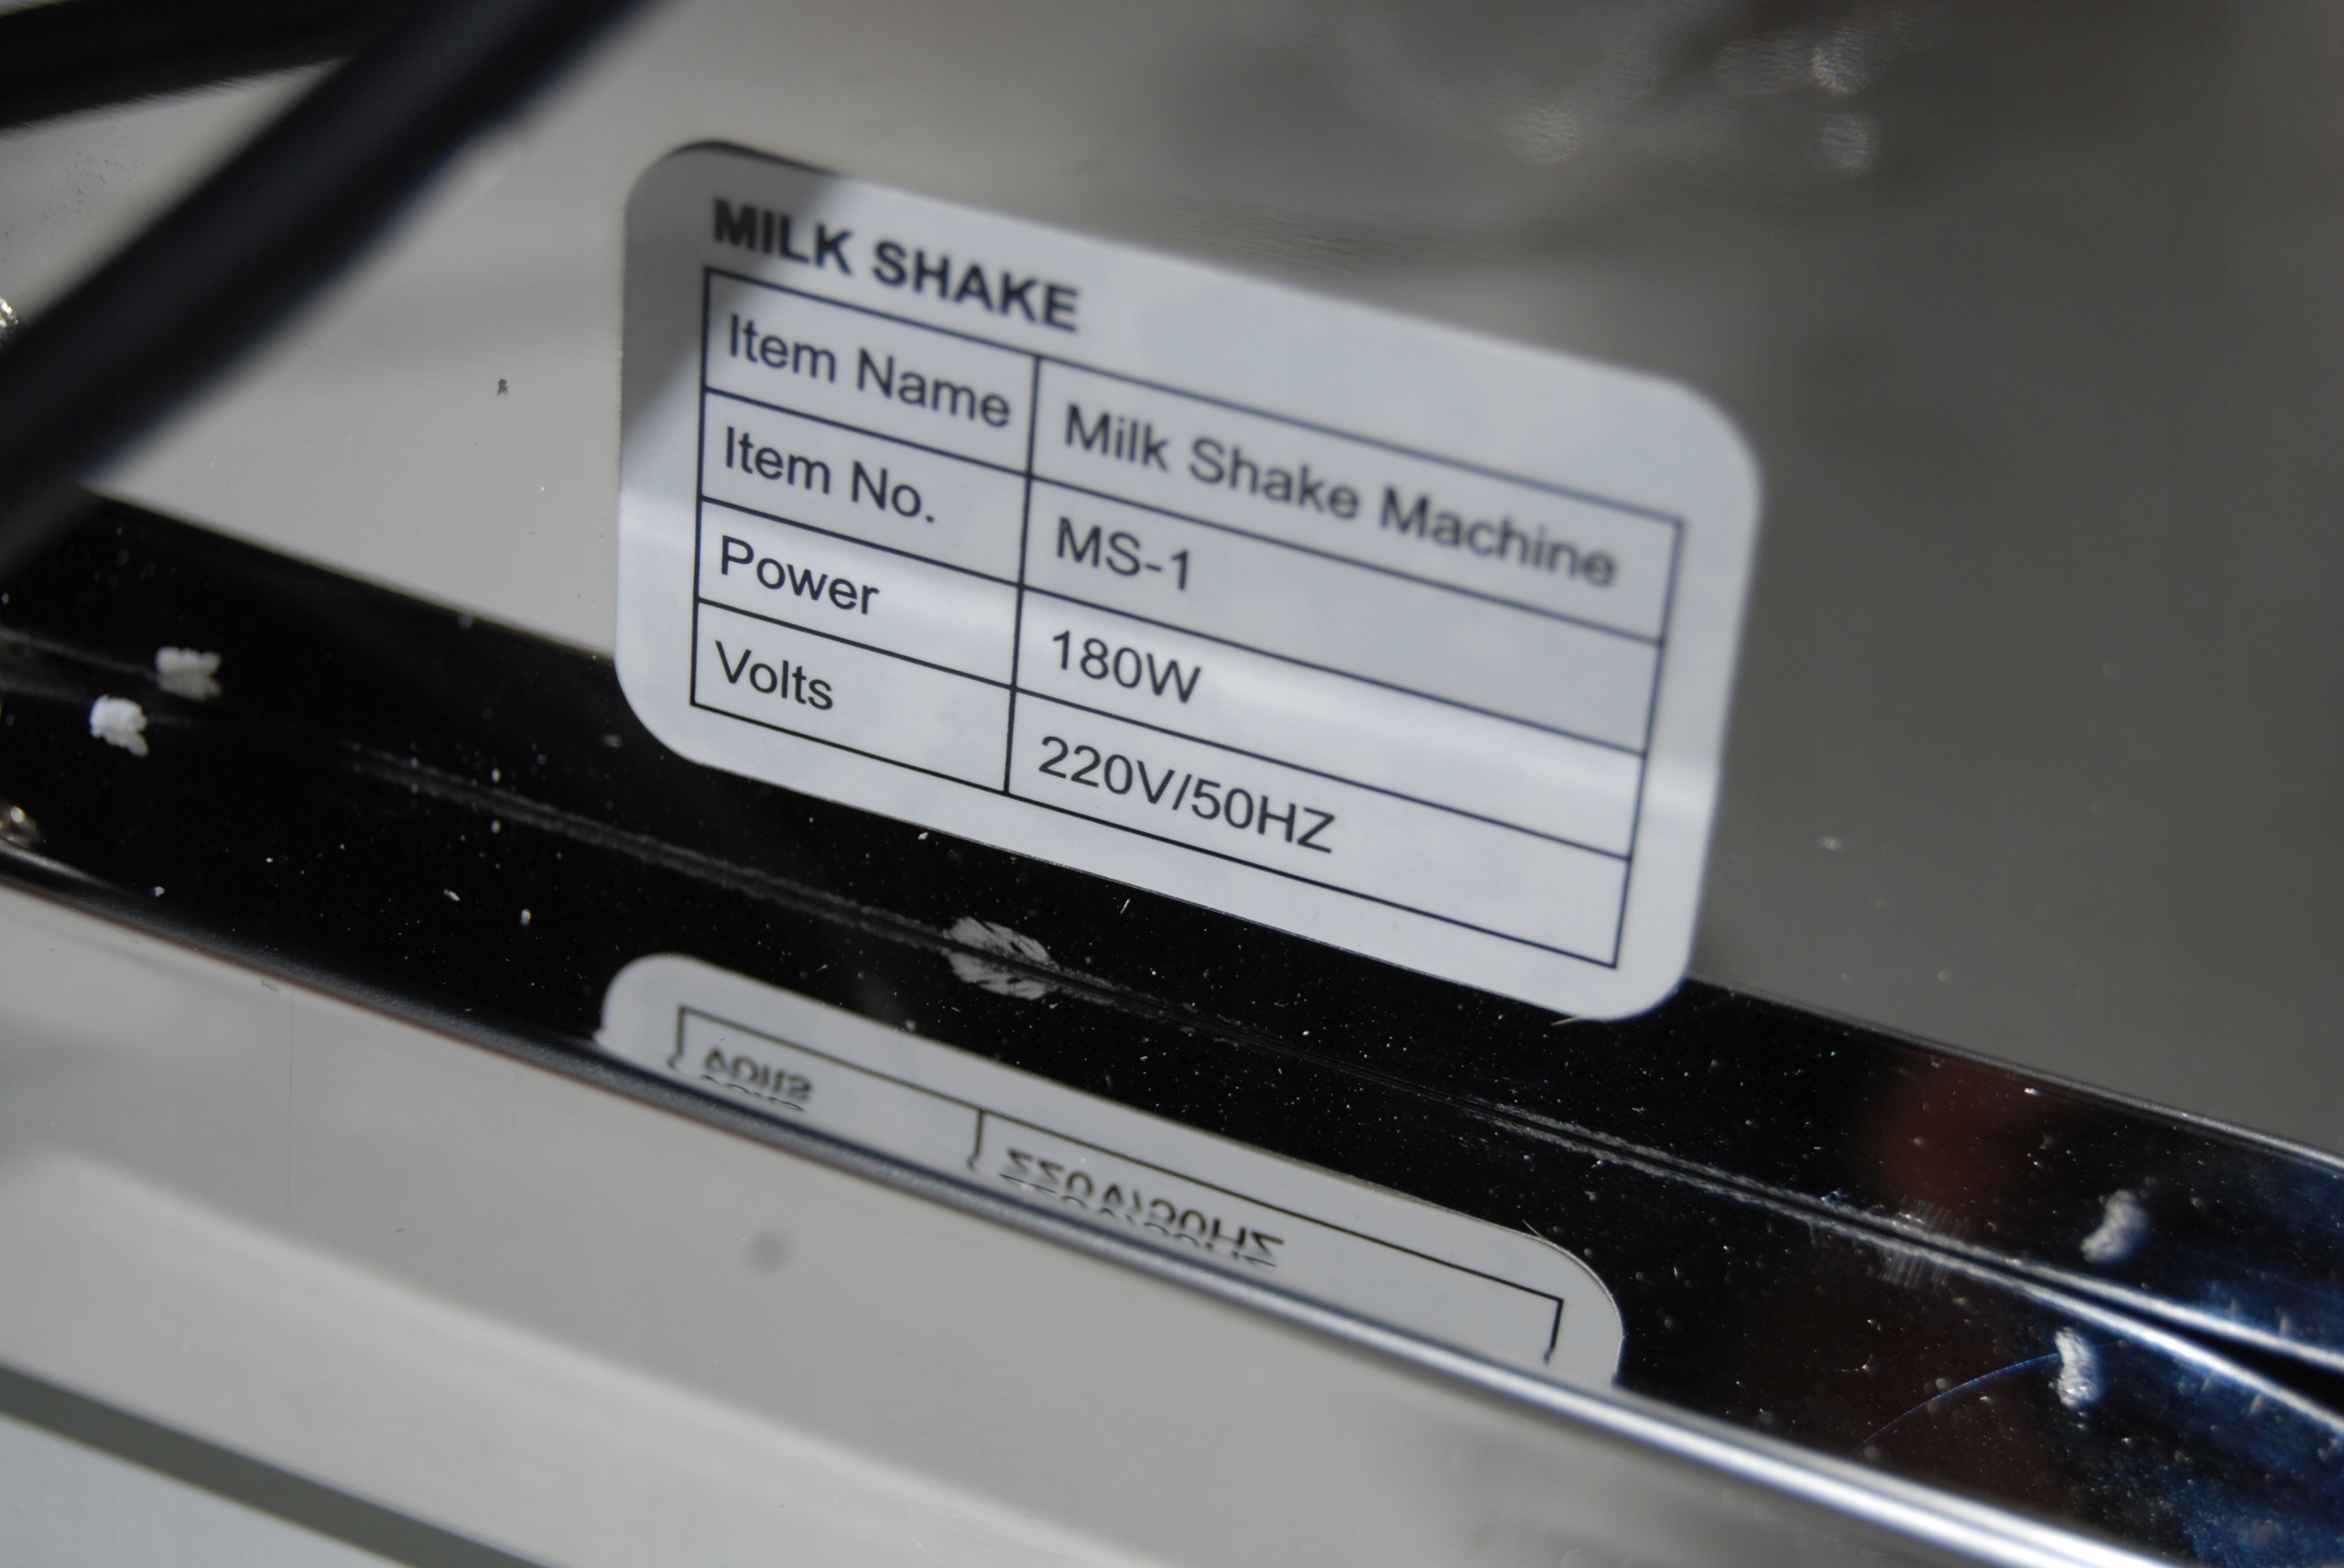 MILK SHAKE
Item Name Milk Shake Machine
Item No. MS-1
Power 180W
Volts 220V/50HZ